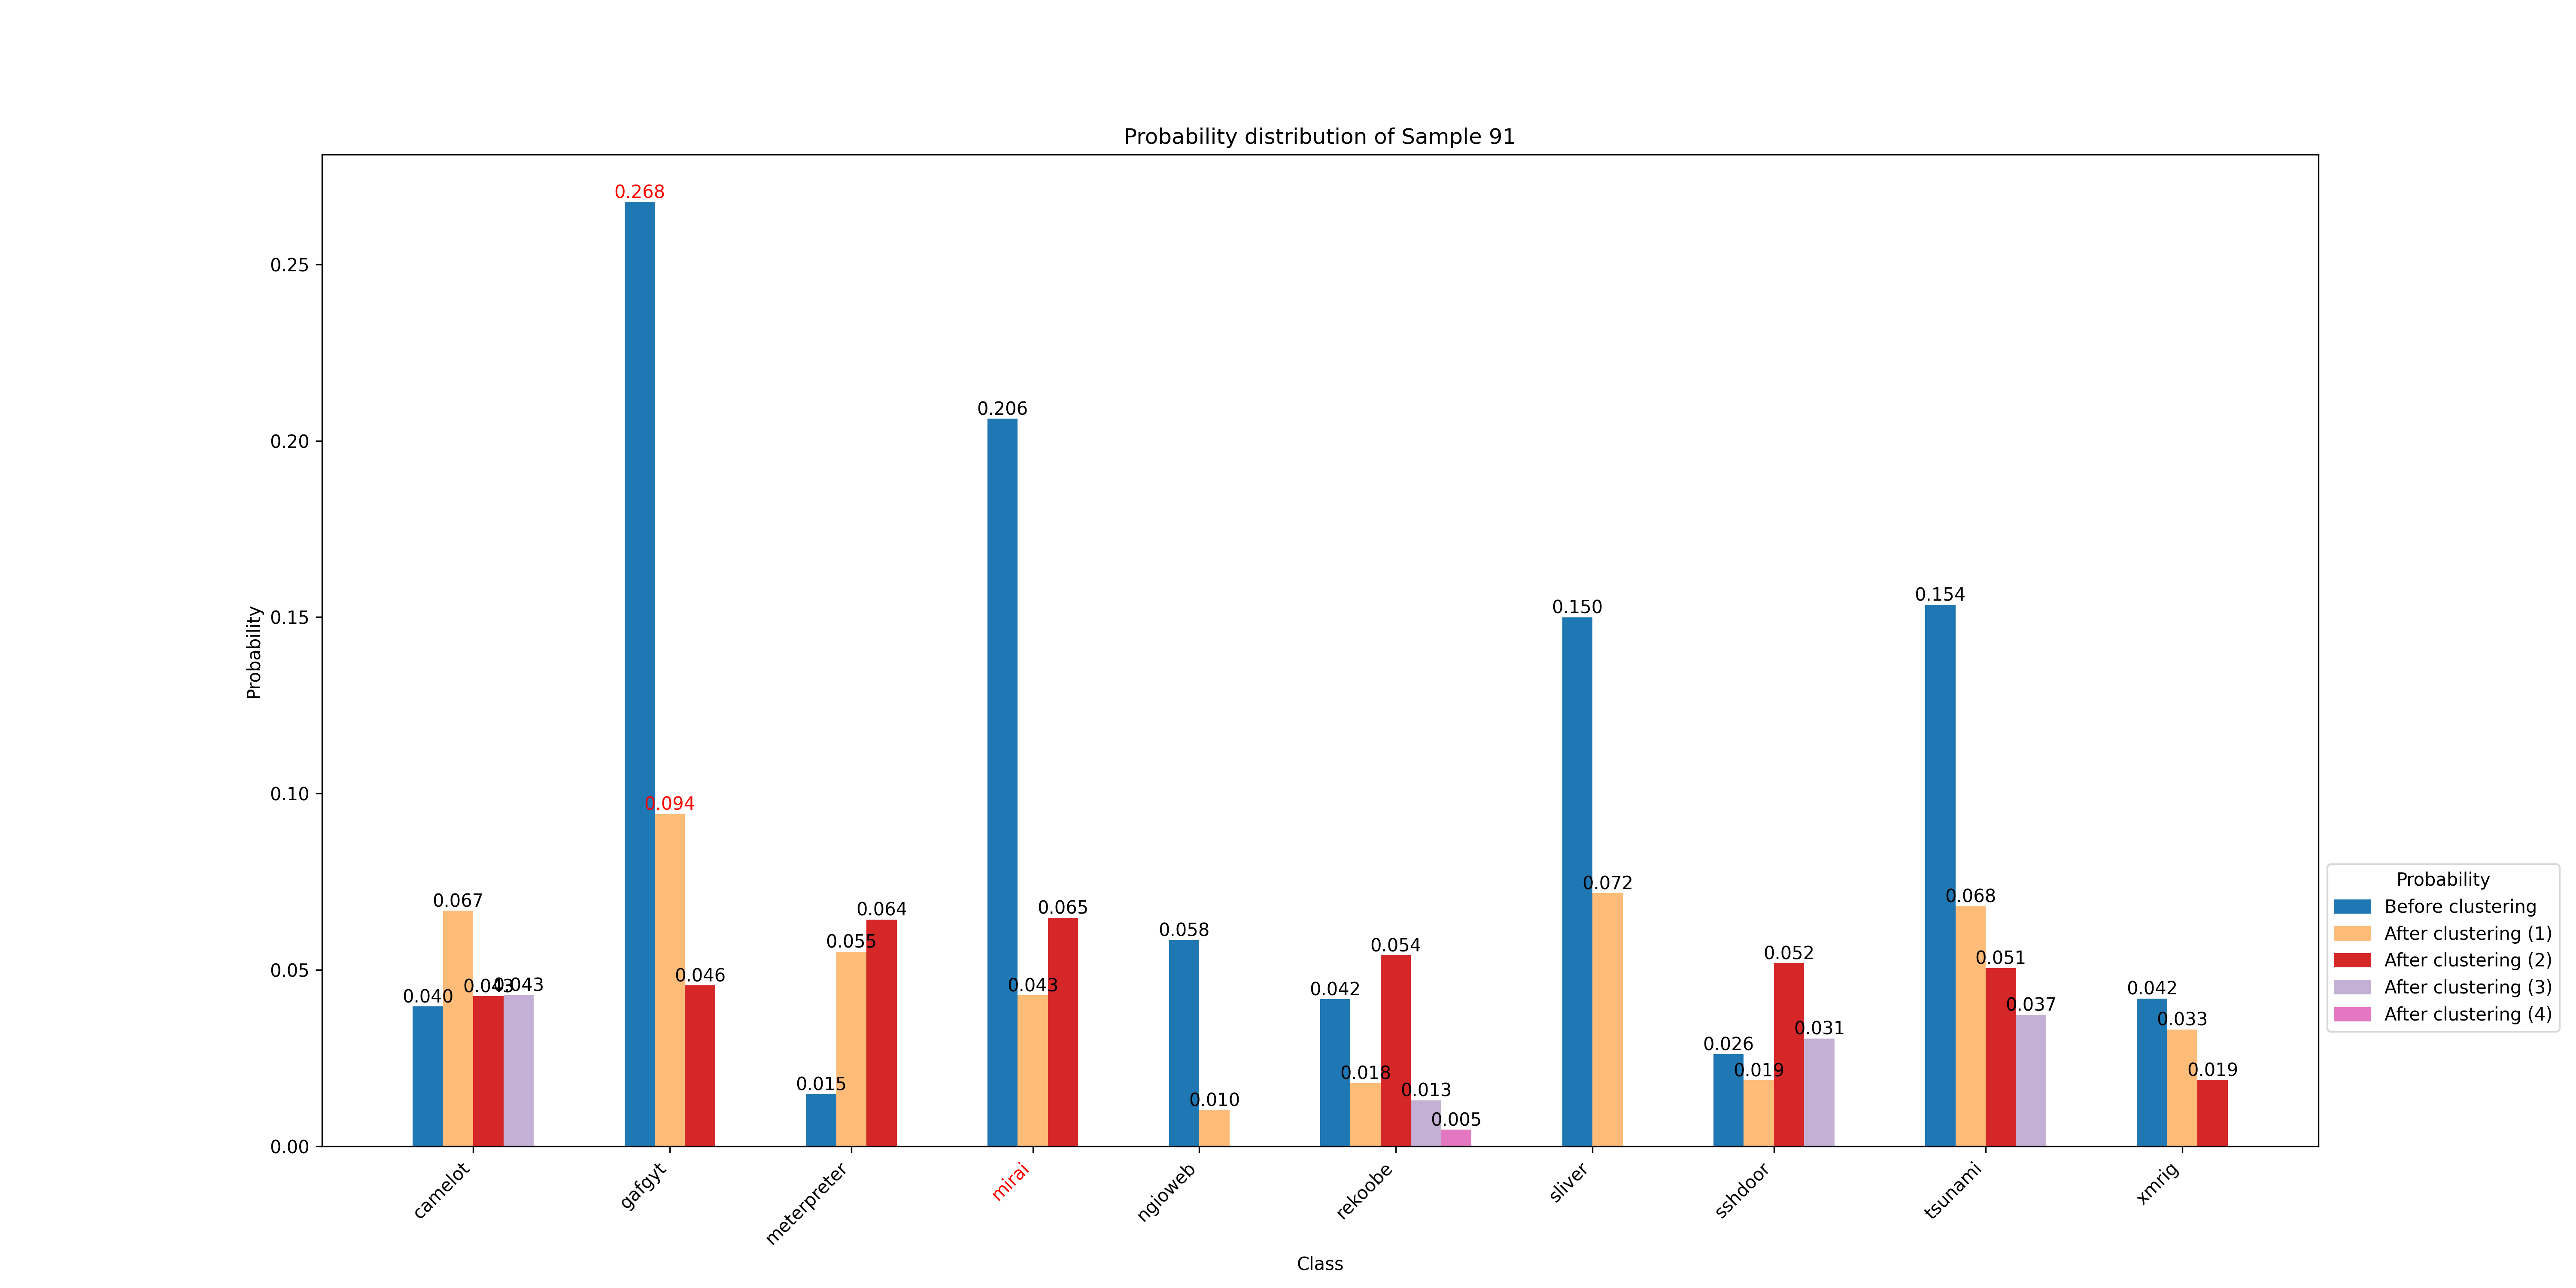 Probability distribution of Sample 91
Probability
0.25
0.20
0.15
0.10
0.05
0.00
0.040
0.067
0.043
0.043
0.268
0.094
0.046
0.015
0.055
0.064
0.206
0.043
0.065
0.058
0.010
0.042
0.018
0.054
0.013
0.005
0.150
0.072
0.026
0.019
0.052
0.031
0.154
0.068
0.051
0.037
0.042
0.033
0.019
camelot
gafgyt
meterpreter
mirai
ngioweb
rekoobe
sliver
sshdoor
tsunami
xmrig
Class
Probability
Before clustering
After clustering (1)
After clustering (2)
After clustering (3)
After clustering (4)